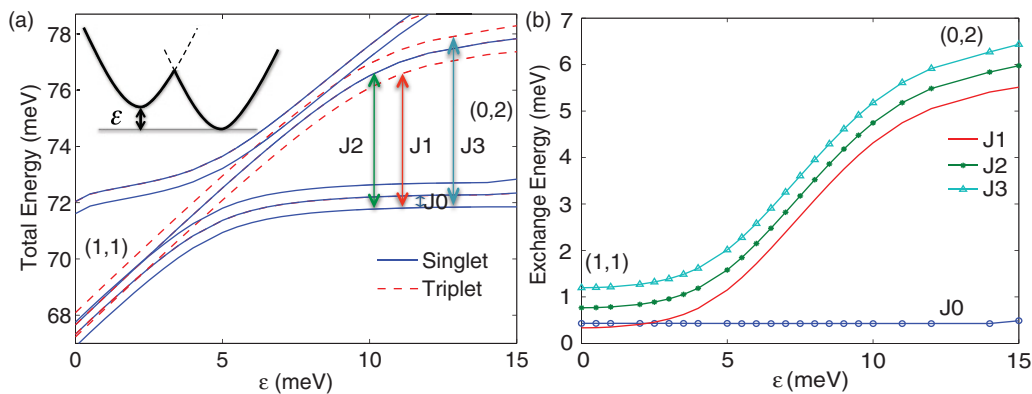 (a)
Total Energy (meV)
78
76
74
72
70
68
ε
(0,2)
J2
J1
J3
J0
(1,1)
Singlet
Triplet
0
5
10
15
ε (meV)
(b)
Exchange Energy (meV)
7
6
5
4
3
2
1
0
(0,2)
J1
J2
J3
(1,1)
J0
0
5
10
15
ε (meV)